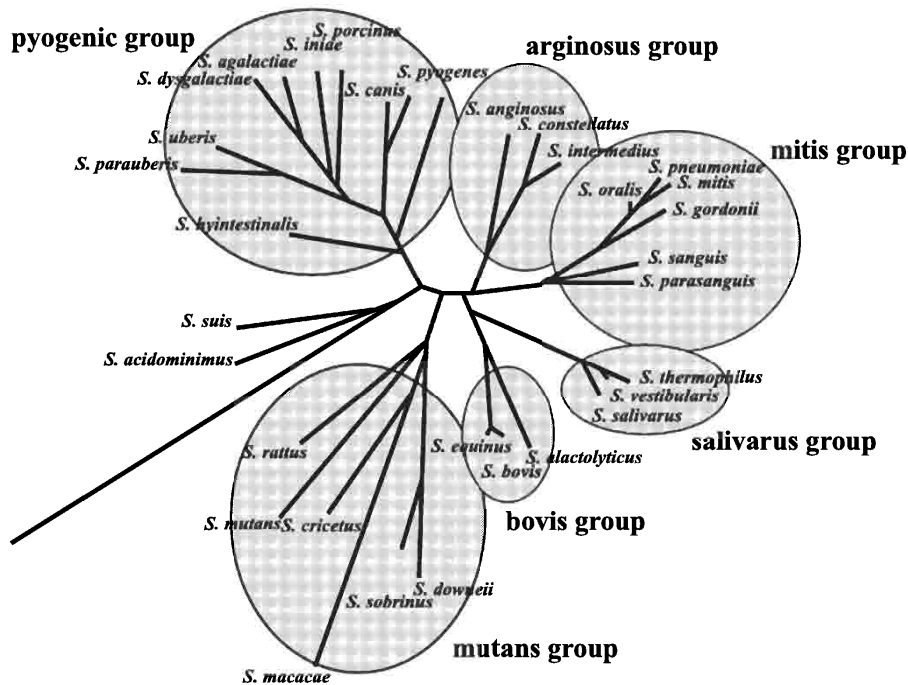 pyogenic group
arginosus group
S. porcinus
S. iniae
S. agalactiae
S. dysgalactiae
S. canis
S. pyogenes
S. uberis
S. parauberis
S. hyintestinalis
S. anginosus
S. constellatus
S. intermedius
mitis group
S. pneumoniae
S. oralis
S. mitis
S. gordonii
S. sanguis
S. parasanguis
S. suis
S. acidominimus
S. thermophilus
S. vestibularis
S. salivarus
salivarus group
S. rattus
S. equinus
S. alactolyticus
S. bovis
bovis group
S. mutans
S. cricetus
S. downeii
S. sobrinus
mutans group
S. macacae